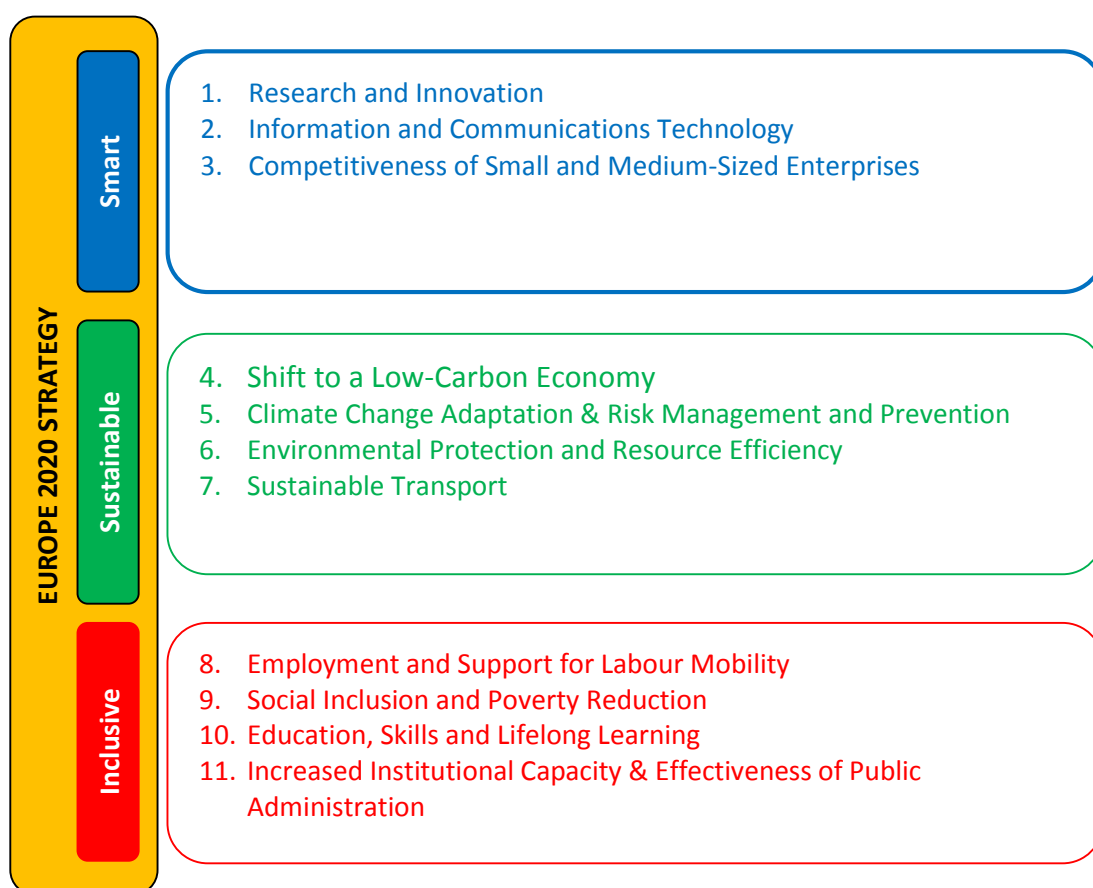 EUROPE 2020 STRATEGY
Smart
1. Research and Innovation
2. Information and Communications Technology
3. Competitiveness of Small and Medium-Sized Enterprises
Sustainable
4. Shift to a Low-Carbon Economy
5. Climate Change Adaptation & Risk Management and Prevention
6. Environmental Protection and Resource Efficiency
7. Sustainable Transport
Inclusive
8. Employment and Support for Labour Mobility
9. Social Inclusion and Poverty Reduction
10. Education, Skills and Lifelong Learning
11. Increased Institutional Capacity & Effectiveness of Public
Administration